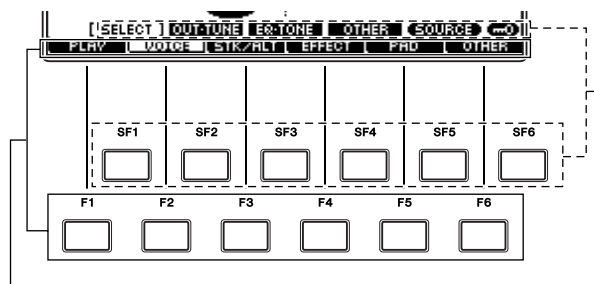 [SELECT] OUT-TUNE EQ-TONE OTHER SOURCE
PLAY VOICE STK/ALT EFFECT PAD OTHER
SF1 SF2 SF3 SF4 SF5 SF6
F1 F2 F3 F4 F5 F6